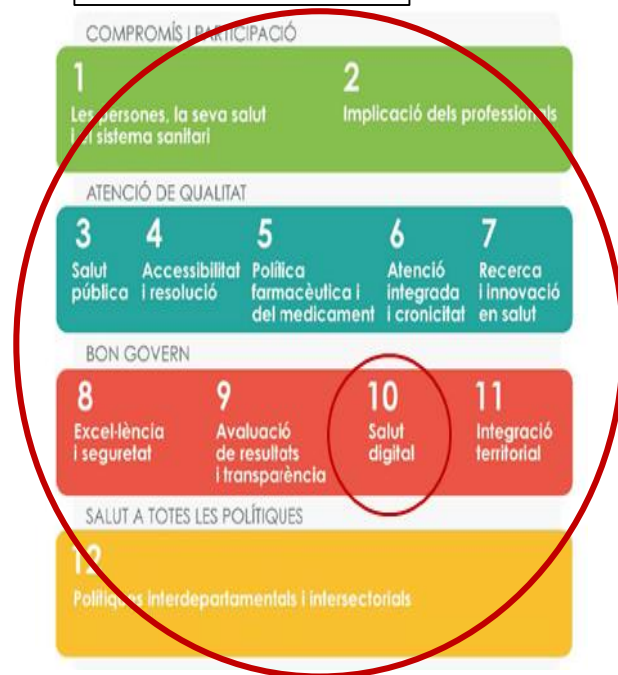 COMPROMÍS I PARTICIPACIÓ
1
Les persones, la seva salut
i el sistema sanitari
2
Implicació dels professionals
ATENCIÓ DE QUALITAT
3
Salut
pública
4
Accessibilitat
i resolució
5
Política
farmacèutica i
del medicament
6
Atenció
integrada
i cronicitat
7
Recerca
i innovació
en salut
BON GOVERN
8
Excel·lència
i seguretat
9
Avaluació
de resultats
i transparència
10
Salut
digital
11
Integració
territorial
SALUT A TOTES LES POLÍTIQUES
12
Polítiques interdepartamentals i intersectorials